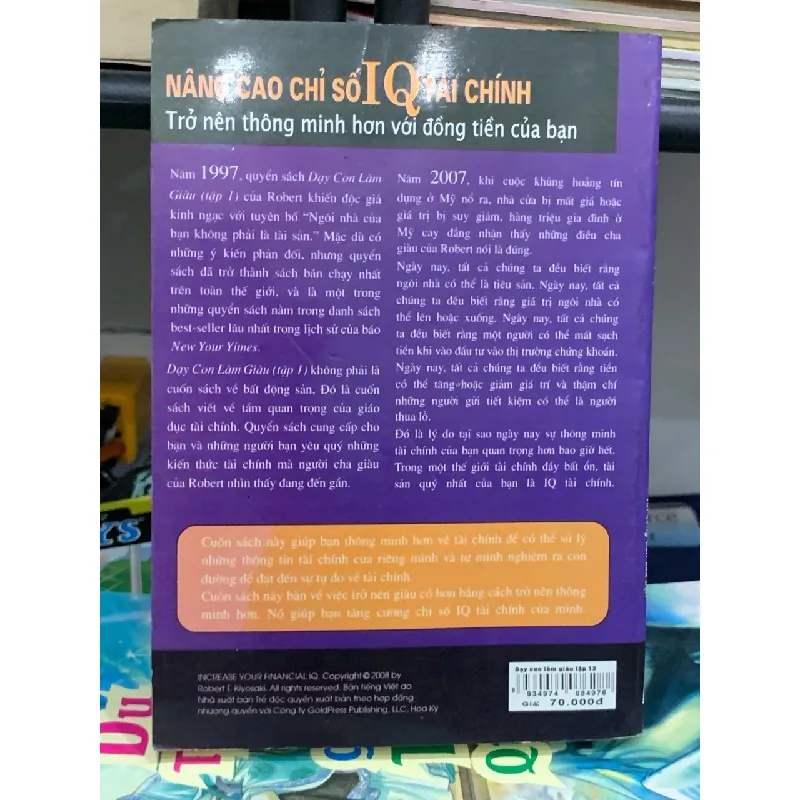 NÂNG CAO CHỈ SỐ IQ TÀI CHÍNH
Trở nên thông minh hơn với đồng tiền của bạn
Năm 1997, quyển sách Dạy Con Làm
Giàu (tập 1) của Robert khiến độc giả
kinh ngạc với tuyên bố “Ngôi nhà của
bạn không phải là tài sản.” Mặc dù có
những ý kiến phản đối, nhưng quyển
sách đã trở thành sách bán chạy nhất
trên toàn thế giới, và là một trong
những quyển sách nằm trong danh sách
best-seller lâu nhất trong lịch sử của báo
New Your Yimes.
Dạy Con Làm Giàu (tập 1) không phải là
cuốn sách về bất động sản. Đó là cuốn
sách viết về tầm quan trọng của giáo
dục tài chính. Quyển sách cung cấp cho
bạn và những người bạn yêu quý những
kiến thức tài chính mà người cha giàu
của Robert nhìn thấy đang đến gần.
Năm 2007, khi cuộc khủng hoảng tín
dụng ở Mỹ nổ ra, nhà cửa bị mất giá hoặc
giá trị bị suy giảm, hàng triệu gia đình ở
Mỹ cay đắng nhận thấy những điều cha
giàu của Robert nói là đúng.
Ngày nay, tất cả chúng ta đều biết rằng
ngôi nhà có thể là tiêu sản. Ngày nay, tất cả
chúng ta đều biết rằng giá trị ngôi nhà có
thể lên hoặc xuống. Ngày nay, tất cả chúng
ta đều biết rằng một người có thể mất sạch
tiền khi vào đầu tư vào thị trường chứng khoán.
Ngày nay, tất cả chúng ta đều biết rằng tiền
có thể tăng hoặc giảm giá trị và thậm chí
những người gửi tiết kiệm có thể là người
thua lỗ.
Đó là lý do tại sao ngày nay sự thông minh
tài chính của bạn quan trọng hơn bao giờ hết.
Trong một thế giới tài chính đầy bất ổn, tài
sản quý nhất của bạn là IQ tài chính.
Cuốn sách này giúp bạn thông minh hơn về tài chính để có thể sử lý
những thông tin tài chính của riêng mình và tự mình nghiệm ra con
đường để đạt đến sự tự do về tài chính.
Cuốn sách này bàn về việc trở nên giàu có hơn bằng cách trở nên thông
minh hơn. Nó giúp bạn tăng cường chỉ số IQ tài chính của mình.
INCREASE YOUR FINANCIAL IQ. Copyright © 2008 by
Robert T. Kiyosaki. All rights reserved. Bản tiếng Việt do
Nhà xuất bản Trẻ độc quyền xuất bản theo hợp đồng
nhượng quyền với Công ty GoldPress Publishing, LLC, Hoa Kỳ
Dạy con làm giàu tập 13
8 934974
Giá: 70.000đ